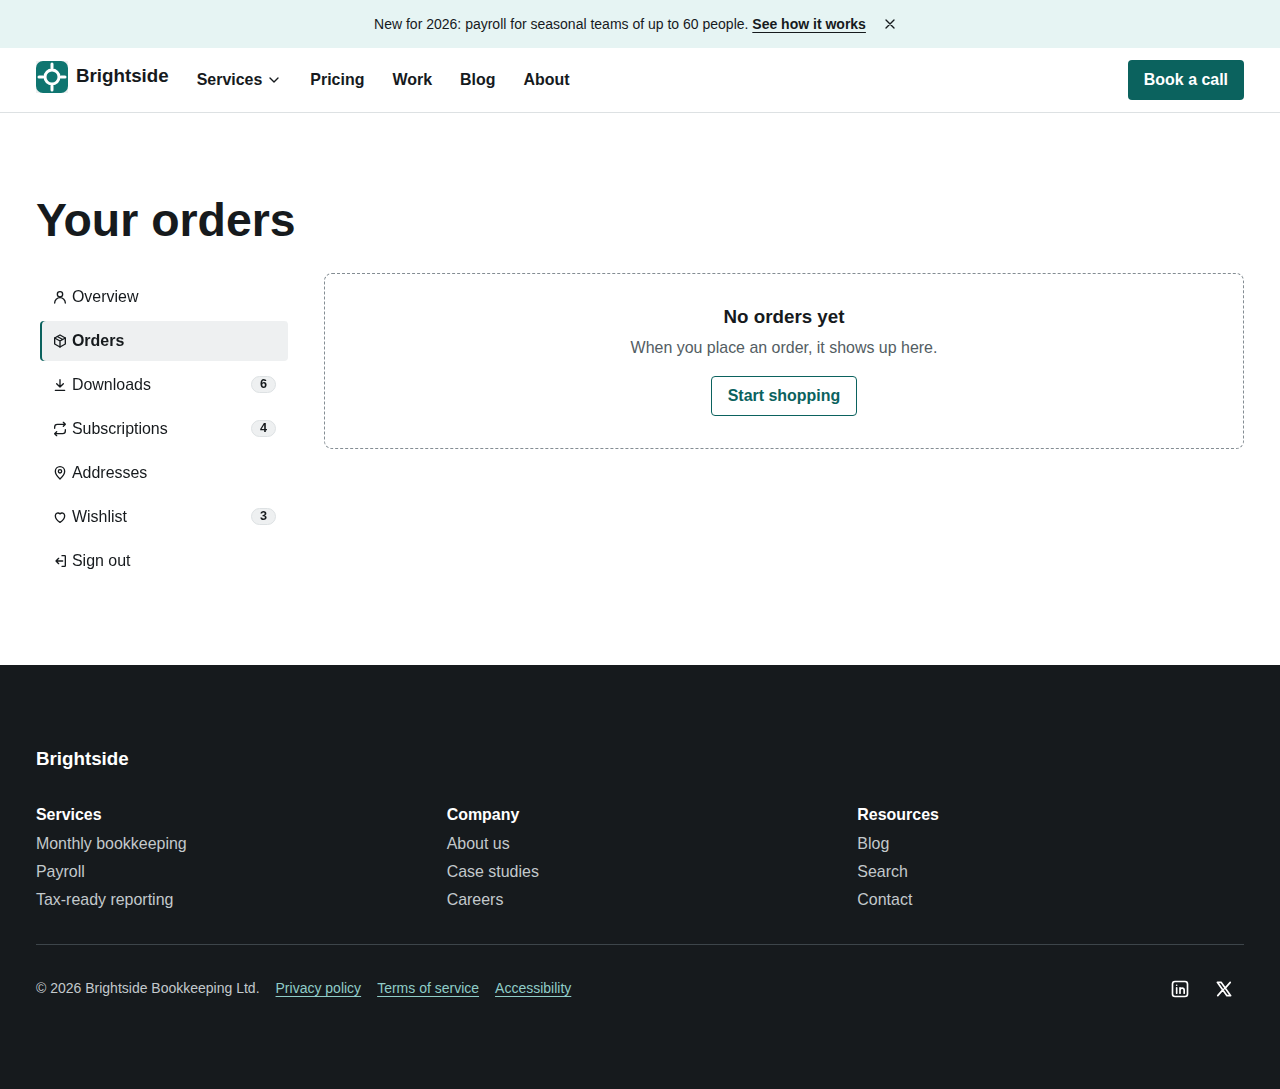 New for 2026: payroll for seasonal teams of up to 60 people. See how it works
Brightside Services Pricing Work Blog About Book a call
Your orders
Overview
Orders
Downloads 6
Subscriptions 4
Addresses
Wishlist 3
Sign out
No orders yet
When you place an order, it shows up here.
Start shopping
Brightside
Services
Monthly bookkeeping
Payroll
Tax-ready reporting
Company
About us
Case studies
Careers
Resources
Blog
Search
Contact
© 2026 Brightside Bookkeeping Ltd. Privacy policy Terms of service Accessibility